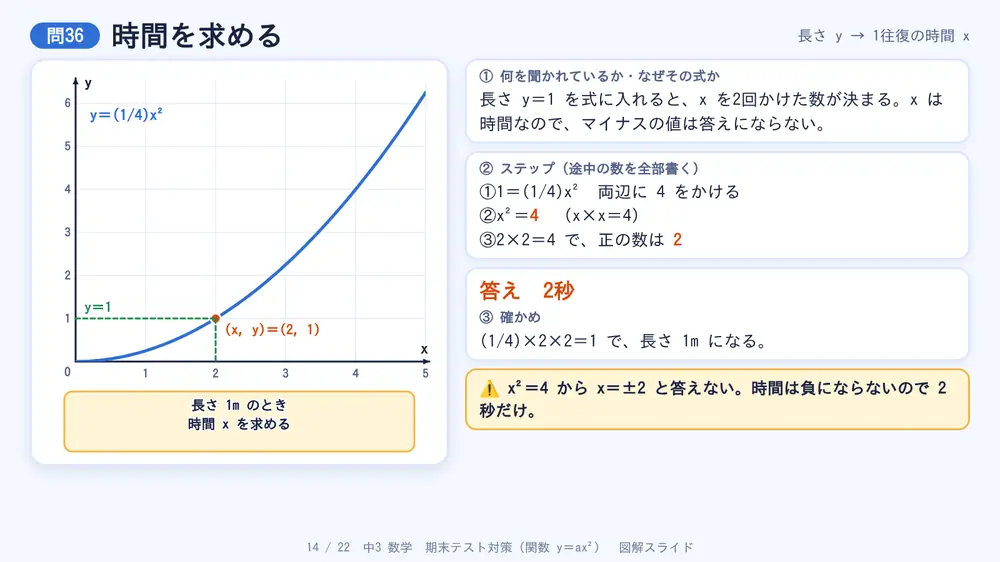 問36 時間を求める
長さ y → 1往復の時間 x
y
y=(1/4)x²
6
5
4
3
2
1
0
y=1
(x, y)=(2, 1)
x
1 2 3 4 5
長さ 1m のとき
時間 x を求める
① 何を聞かれているか・なぜその式か
長さ y=1 を式に入れると、x を2回かけた数が決まる。x は
時間なので、マイナスの値は答えにならない。
② ステップ（途中の数を全部書く）
①1=(1/4)x² 両辺に 4 をかける
②x²=4 （x×x=4）
③2×2=4 で、正の数は 2
答え 2秒
③ 確かめ
(1/4)×2×2=1 で、長さ 1m になる。
⚠️ x²=4 から x=±2 と答えない。時間は負にならないので 2
秒だけ。
14 / 22 中3 数学 期末テスト対策（関数 y=ax²） 図解スライド